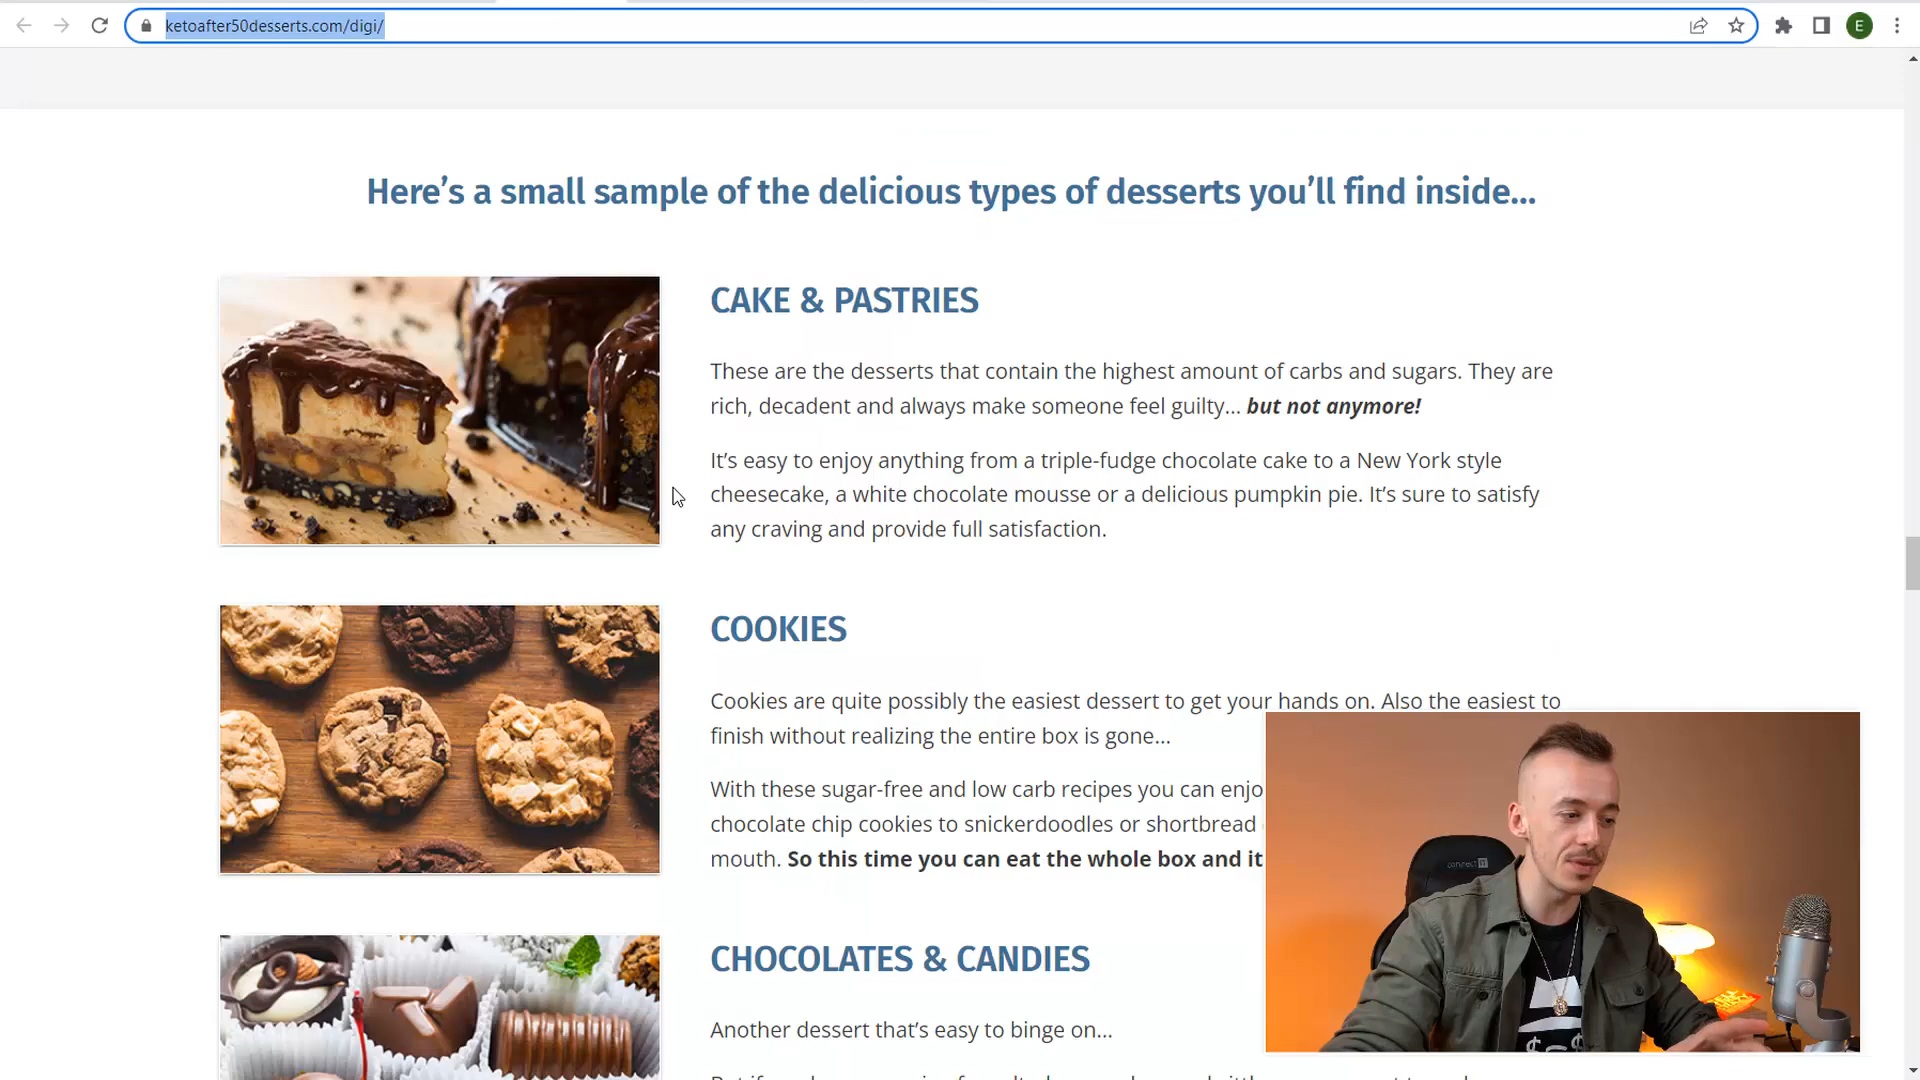 ketoafter50desserts.com/digi/
E
Here’s a small sample of the delicious types of desserts you’ll find inside...
CAKE & PASTRIES
These are the desserts that contain the highest amount of carbs and sugars. They are
rich, decadent and always make someone feel guilty... but not anymore!
It’s easy to enjoy anything from a triple-fudge chocolate cake to a New York style
cheesecake, a white chocolate mousse or a delicious pumpkin pie. It’s sure to satisfy
any craving and provide full satisfaction.
COOKIES
Cookies are quite possibly the easiest dessert to get your hands on. Also the easiest to
finish without realizing the entire box is gone...
With these sugar-free and low carb recipes you can enjo
chocolate chip cookies to snickerdoodles or shortbread
mouth. So this time you can eat the whole box and it
connect IT
CHOCOLATES & CANDIES
Another dessert that’s easy to binge on...